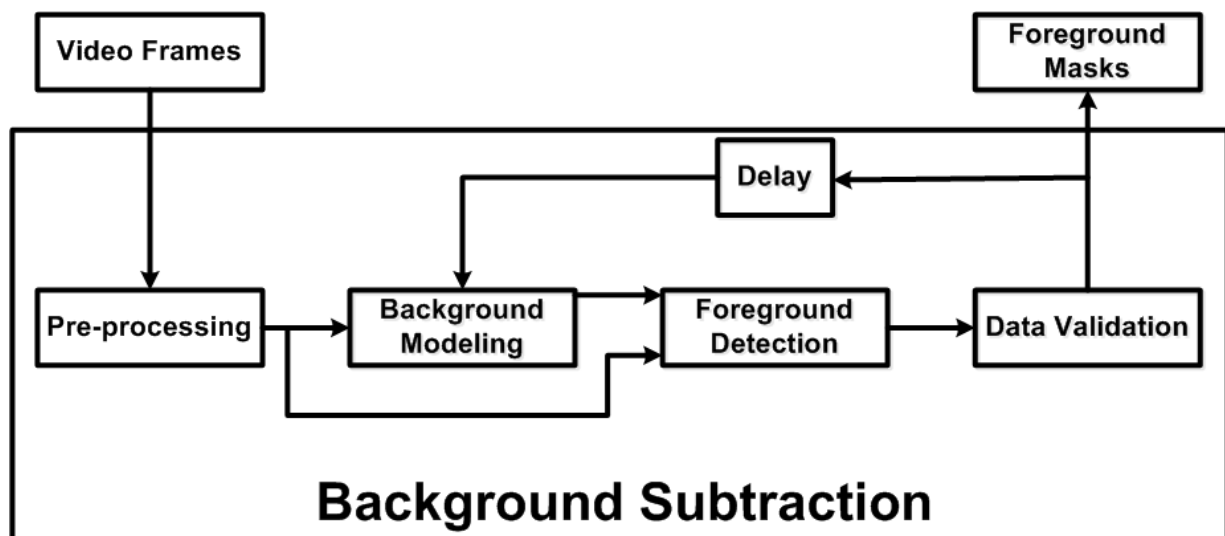 Video Frames
Foreground
Masks
Delay
Pre-processing
Background
Modeling
Foreground
Detection
Data Validation
Background Subtraction